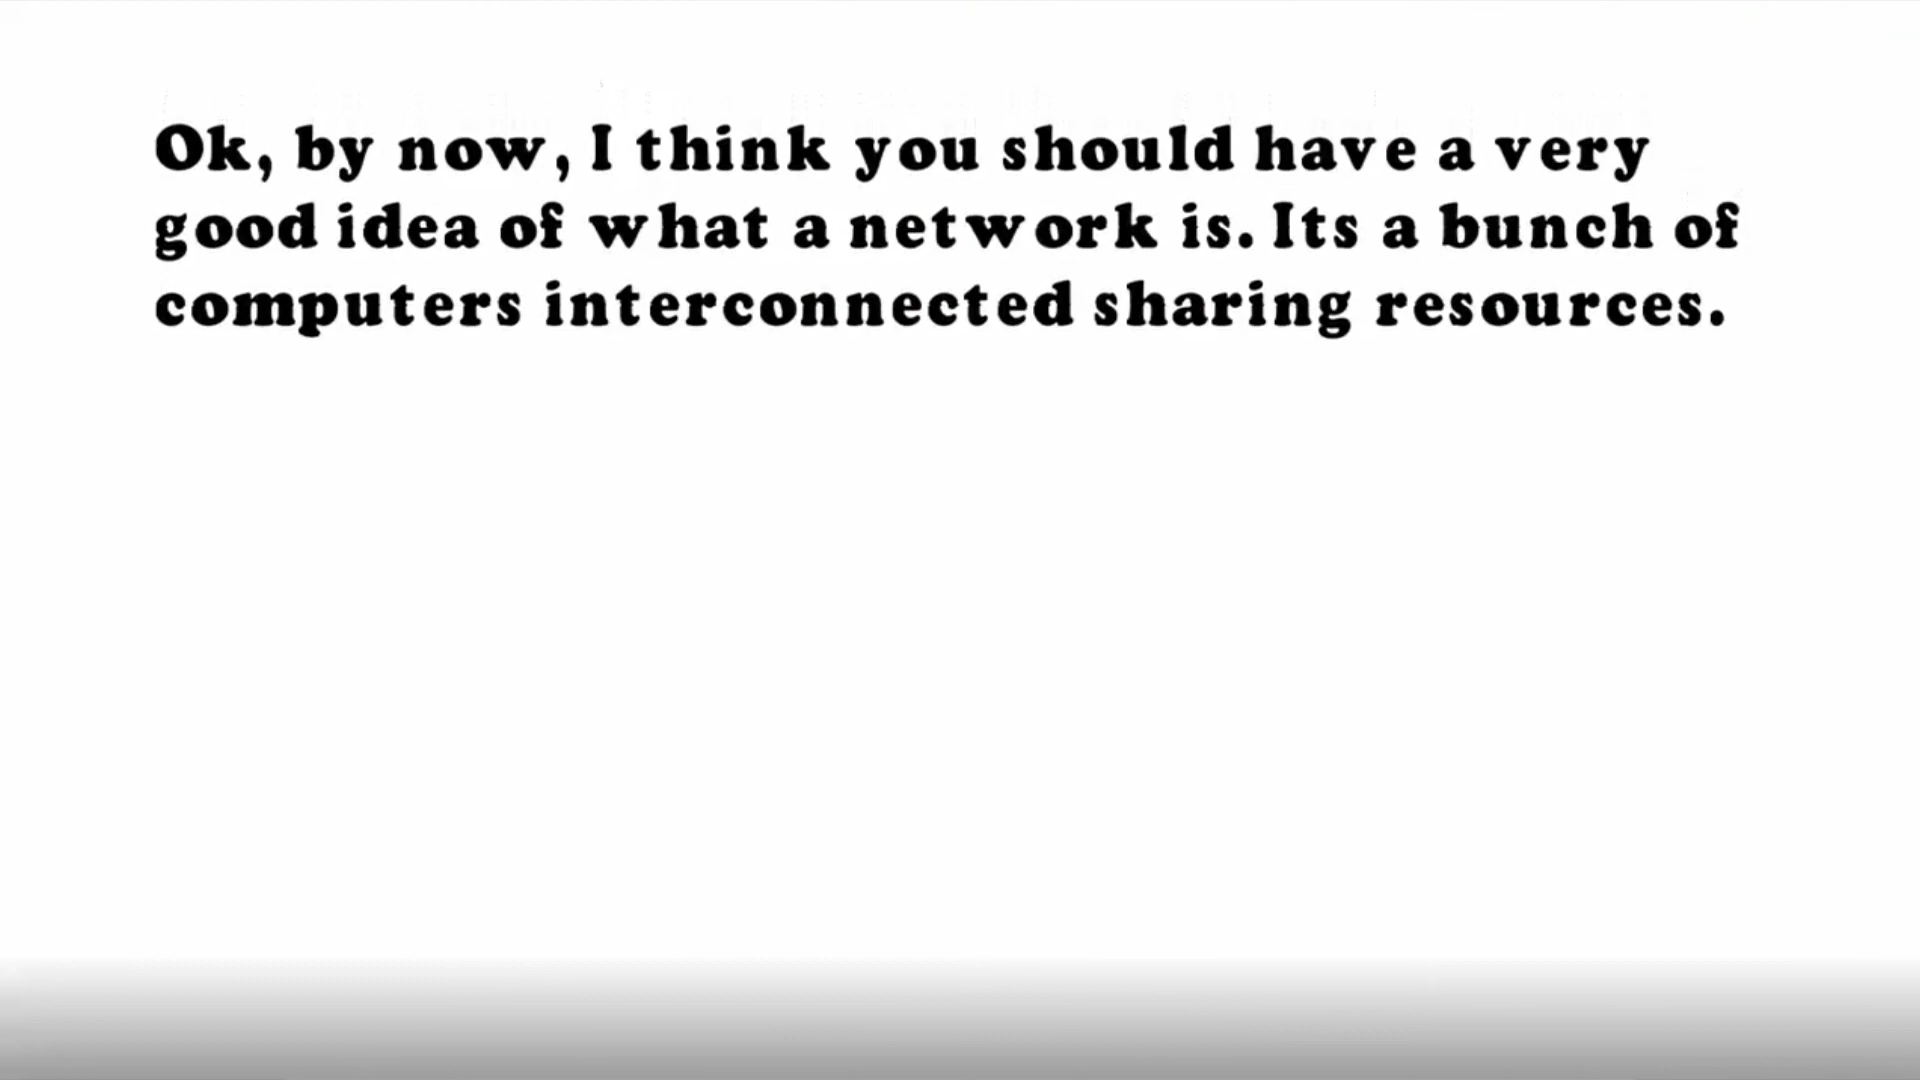 Ok, by now, I think you should have a very
good idea of what a network is. Its a bunch of
computers interconnected sharing resources.